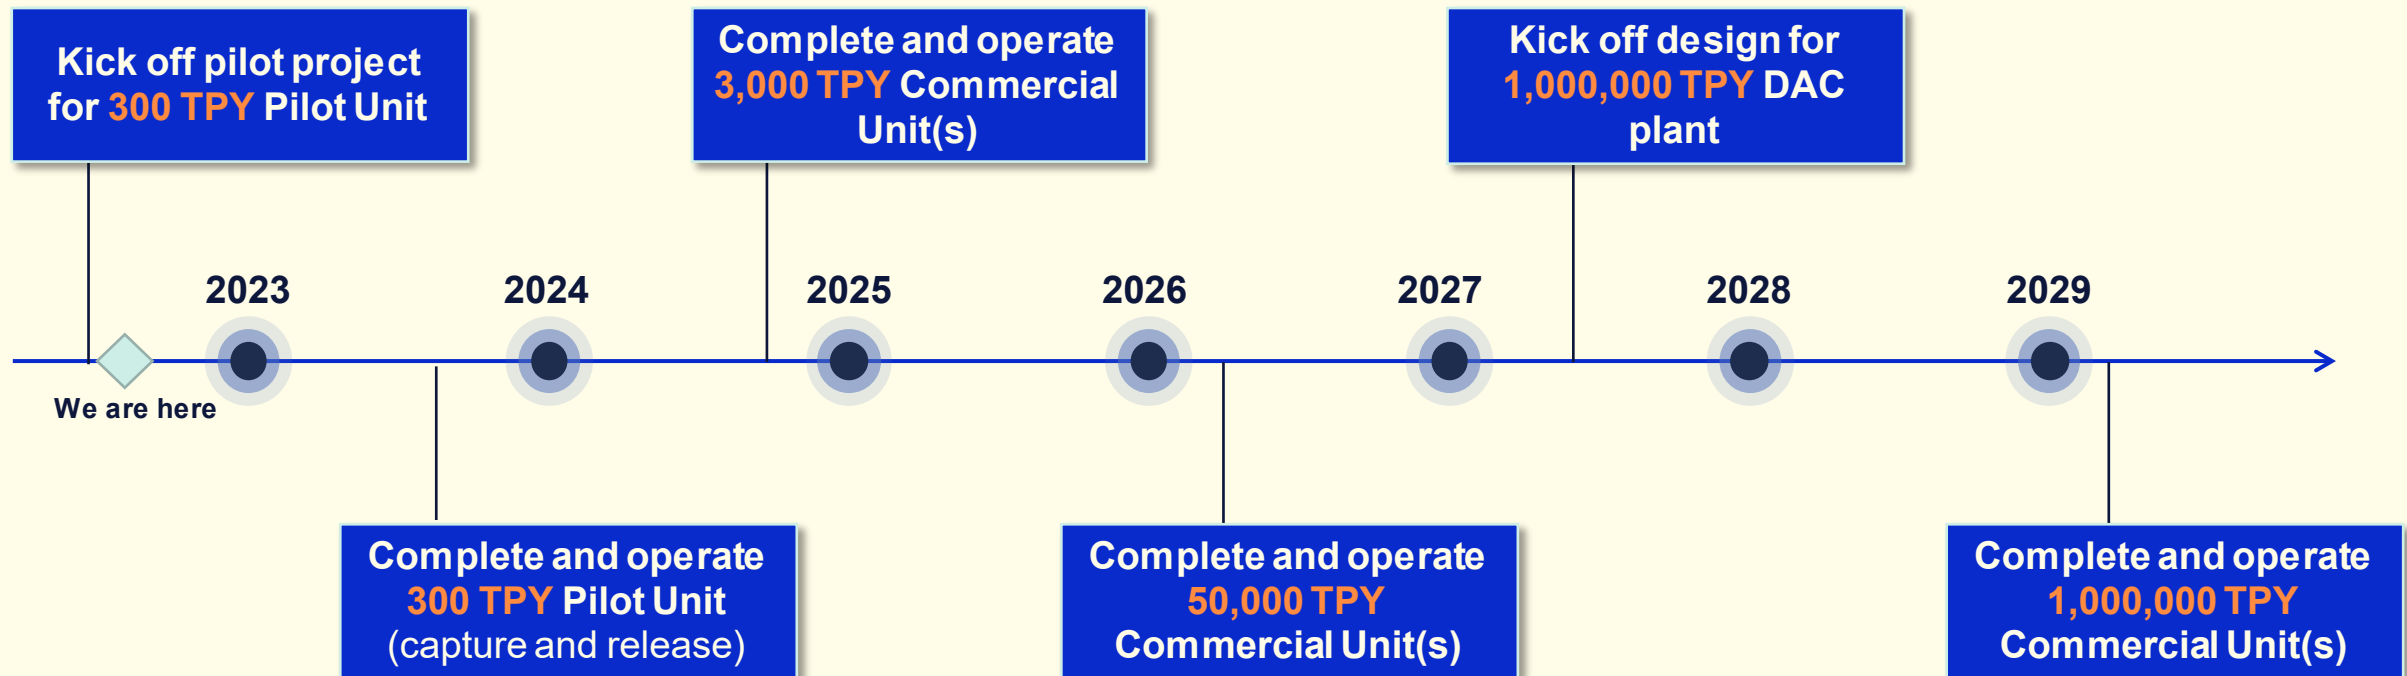 Kick off pilot project
for 300 TPY Pilot Unit
Complete and operate
3,000 TPY Commercial
Unit(s)
Kick off design for
1,000,000 TPY DAC
plant
2023
2024
2025
2026
2027
2028
2029
We are here
Complete and operate
300 TPY Pilot Unit
(capture and release)
Complete and operate
50,000 TPY
Commercial Unit(s)
Complete and operate
1,000,000 TPY
Commercial Unit(s)